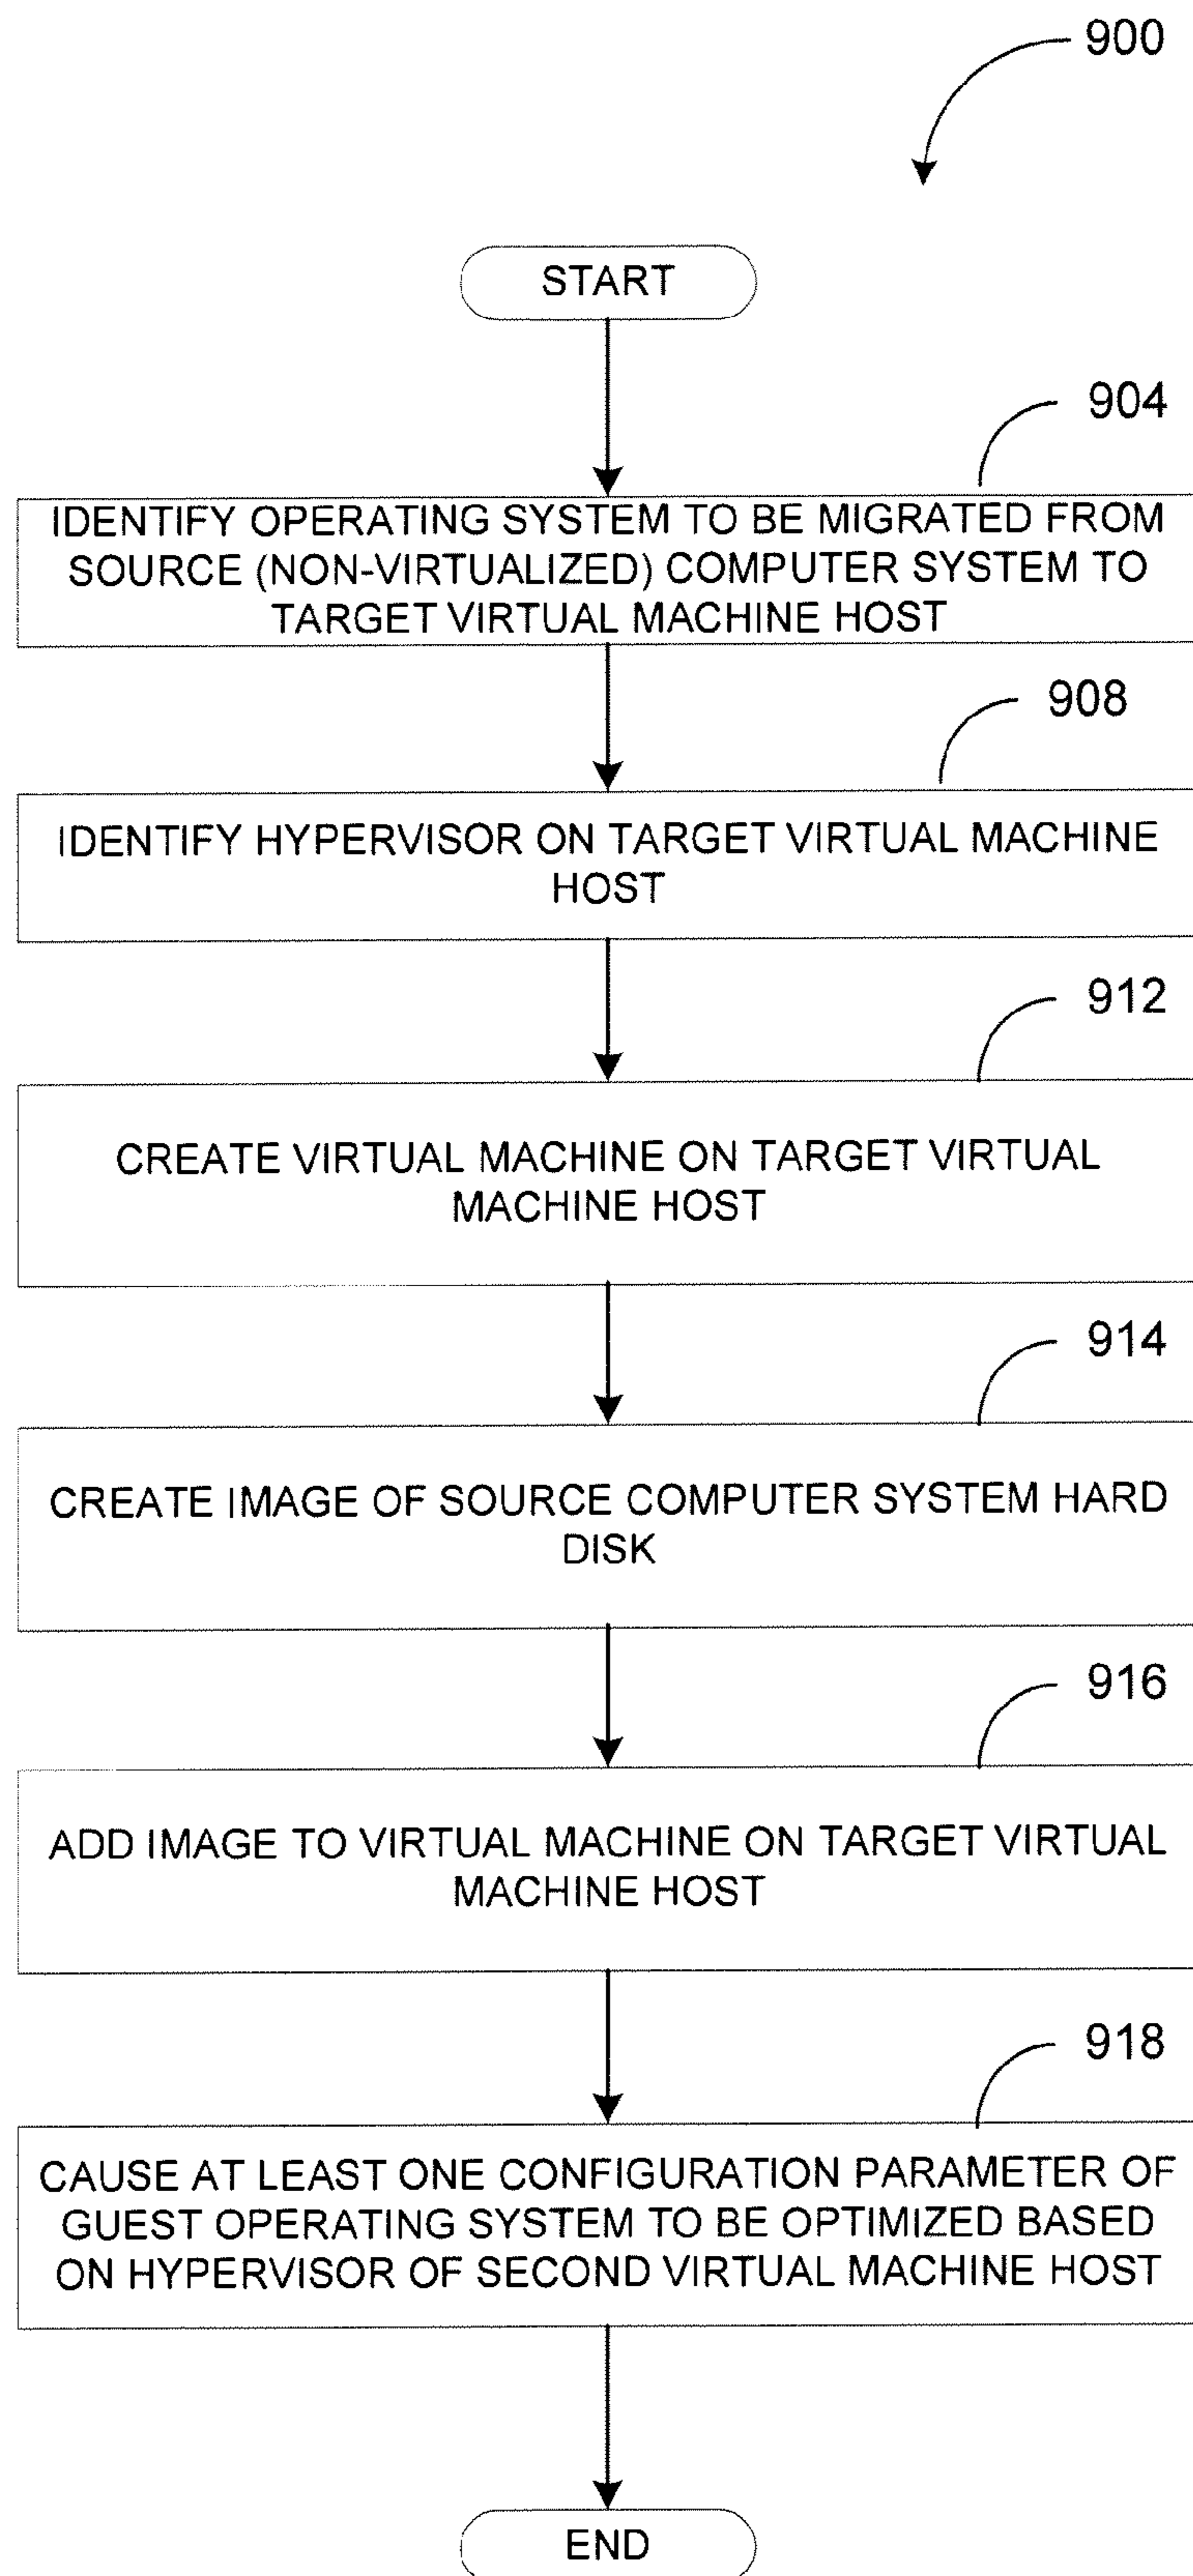 900
START
904
IDENTIFY OPERATING SYSTEM TO BE MIGRATED FROM
SOURCE (NON-VIRTUALIZED) COMPUTER SYSTEM TO
TARGET VIRTUAL MACHINE HOST
908
IDENTIFY HYPERVISOR ON TARGET VIRTUAL MACHINE
HOST
912
CREATE VIRTUAL MACHINE ON TARGET VIRTUAL
MACHINE HOST
914
CREATE IMAGE OF SOURCE COMPUTER SYSTEM HARD
DISK
916
ADD IMAGE TO VIRTUAL MACHINE ON TARGET VIRTUAL
MACHINE HOST
918
CAUSE AT LEAST ONE CONFIGURATION PARAMETER OF
GUEST OPERATING SYSTEM TO BE OPTIMIZED BASED
ON HYPERVISOR OF SECOND VIRTUAL MACHINE HOST
END